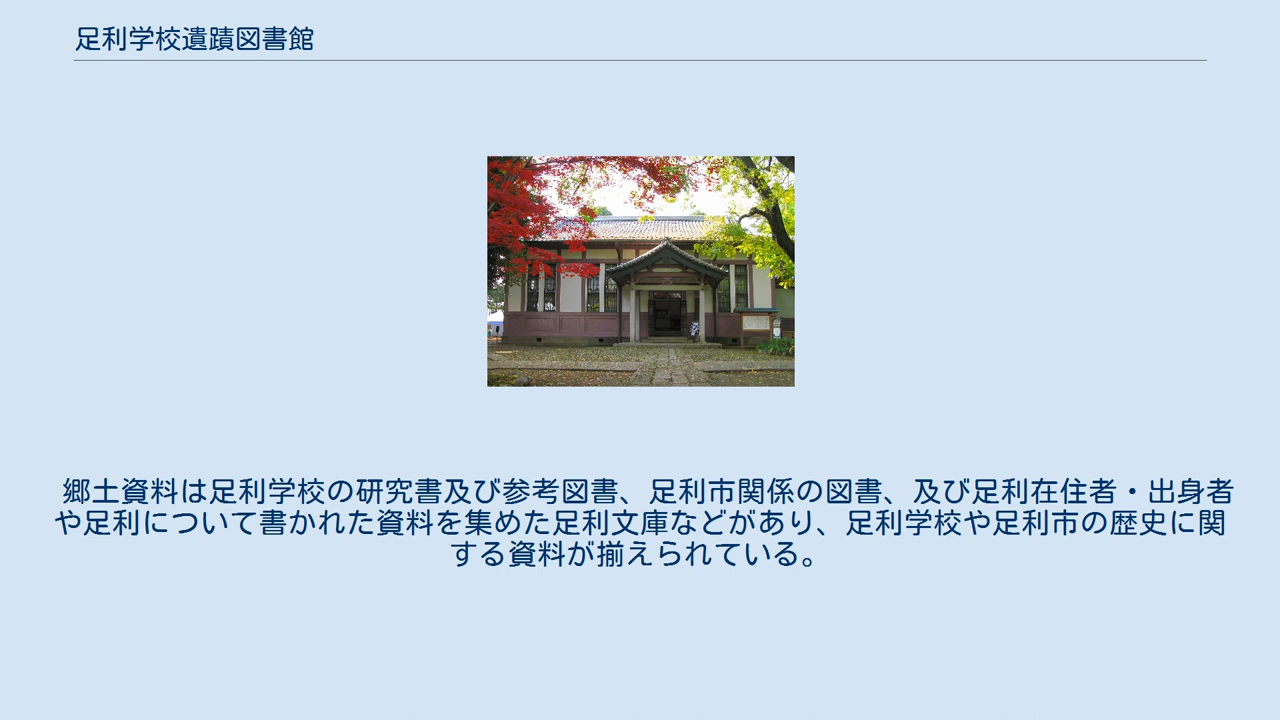 足利学校遺蹟図書館
郷土資料は足利学校の研究書及び参考図書、足利市関係の図書、及び足利在住者・出身者
や足利について書かれた資料を集めた足利文庫などがあり、足利学校や足利市の歴史に関
する資料が揃えられている。